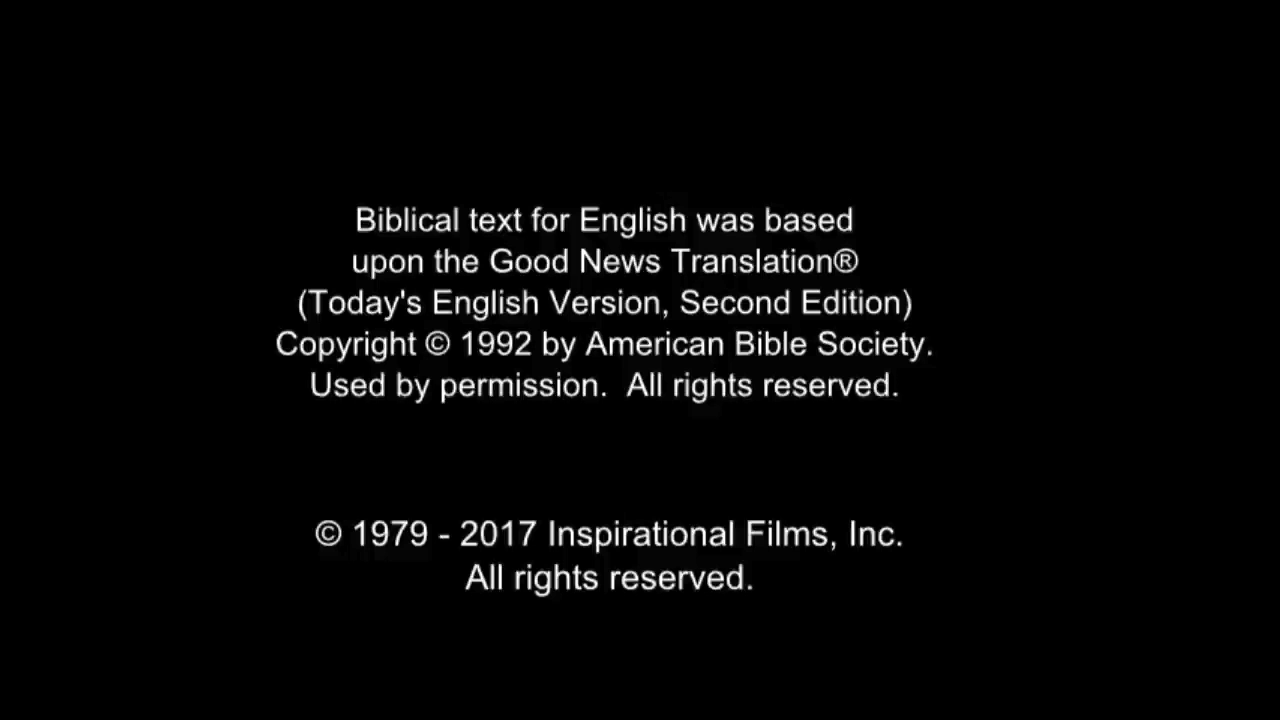 Biblical text for English was based
upon the Good News Translation®
(Today's English Version, Second Edition)
Copyright © 1992 by American Bible Society.
Used by permission.  All rights reserved.
© 1979 - 2017 Inspirational Films, Inc.
All rights reserved.